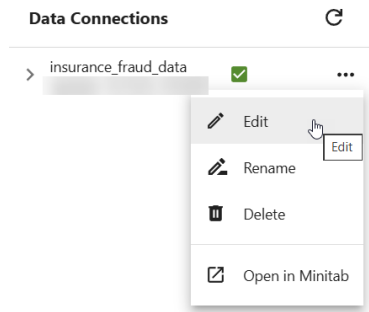 Data Connections
insurance_fraud_data
Edit
Edit
Rename
Delete
Open in Minitab